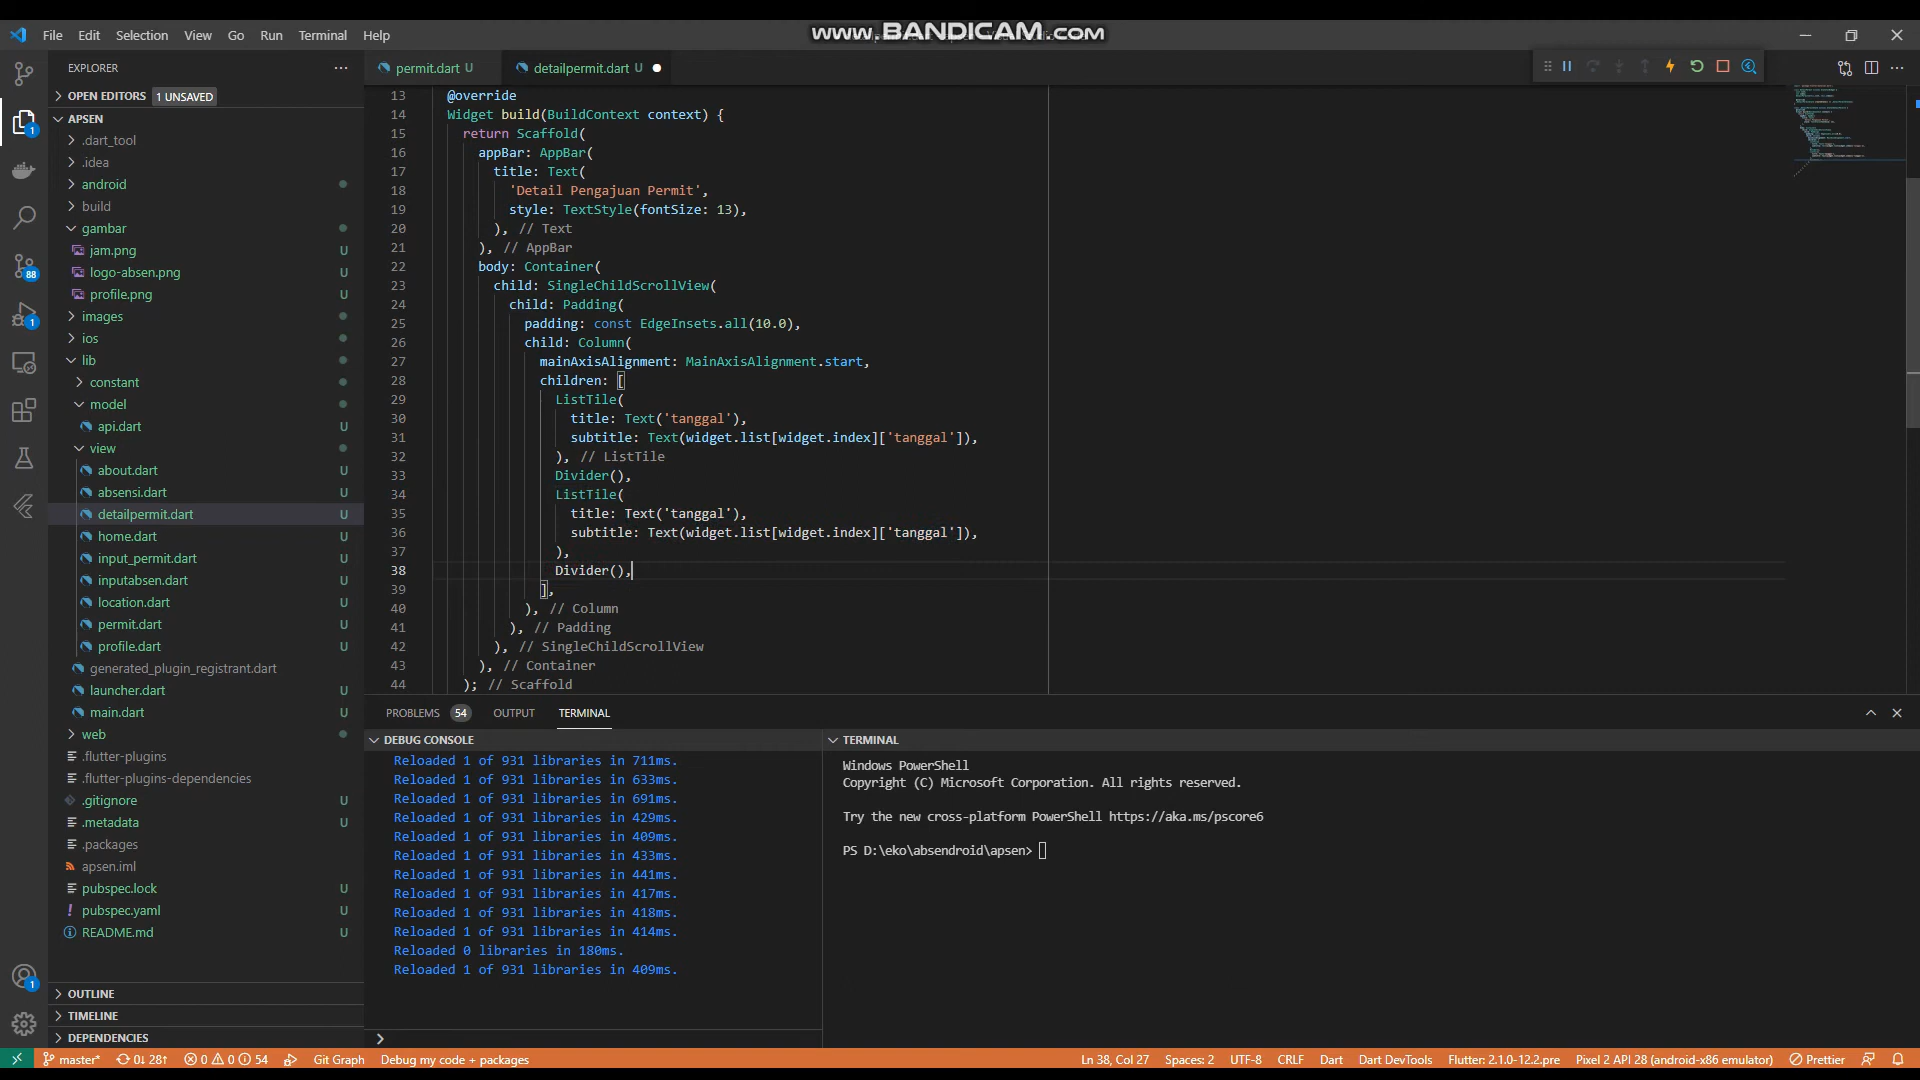 www.BANDICAM.com
File Edit Selection View Go Run Terminal Help
EXPLORER
OPEN EDITORS 1 UNSAVED
APSEN
.dart_tool
.idea
android
build
gambar
jam.png U
logo-absen.png U
profile.png U
images
ios
lib
constant
model
api.dart U
view
about.dart U
absensi.dart U
detailpermit.dart U
home.dart U
input_permit.dart U
inputabsen.dart U
location.dart U
permit.dart U
profile.dart U
generated_plugin_registrant.dart
launcher.dart U
main.dart U
web
.flutter-plugins
.flutter-plugins-dependencies
.gitignore U
.metadata U
.packages
apsen.iml
pubspec.lock U
pubspec.yaml U
README.md U
OUTLINE
TIMELINE
DEPENDENCIES
1
88
1
1
permit.dart U
detailpermit.dart U
13 @override
14 Widget build(BuildContext context) {
15 return Scaffold(
16 appBar: AppBar(
17 title: Text(
18 'Detail Pengajuan Permit',
19 style: TextStyle(fontSize: 13),
20 ), // Text
21 ), // AppBar
22 body: Container(
23 child: SingleChildScrollView(
24 child: Padding(
25 padding: const EdgeInsets.all(10.0),
26 child: Column(
27 mainAxisAlignment: MainAxisAlignment.start,
28 children: [
29 ListTile(
30 title: Text('tanggal'),
31 subtitle: Text(widget.list[widget.index]['tanggal']),
32 ), // ListTile
33 Divider(),
34 ListTile(
35 title: Text('tanggal'),
36 subtitle: Text(widget.list[widget.index]['tanggal']),
37 ),
38 Divider(),
39 ],
40 ), // Column
41 ), // Padding
42 ), // SingleChildScrollView
43 ), // Container
44 ); // Scaffold
PROBLEMS 54 OUTPUT TERMINAL
DEBUG CONSOLE
Reloaded 1 of 931 libraries in 711ms.
Reloaded 1 of 931 libraries in 633ms.
Reloaded 1 of 931 libraries in 691ms.
Reloaded 1 of 931 libraries in 429ms.
Reloaded 1 of 931 libraries in 409ms.
Reloaded 1 of 931 libraries in 433ms.
Reloaded 1 of 931 libraries in 441ms.
Reloaded 1 of 931 libraries in 417ms.
Reloaded 1 of 931 libraries in 418ms.
Reloaded 1 of 931 libraries in 414ms.
Reloaded 0 libraries in 180ms.
Reloaded 1 of 931 libraries in 409ms.
TERMINAL
Windows PowerShell
Copyright (C) Microsoft Corporation. All rights reserved.
Try the new cross-platform PowerShell https://aka.ms/pscore6
PS D:\eko\absendroid\apsen>
master* 0↓ 28↑ 0 0 54 Git Graph Debug my code + packages Ln 38, Col 27 Spaces: 2 UTF-8 CRLF Dart Dart DevTools Flutter: 2.1.0-12.2.pre Pixel 2 API 28 (android-x86 emulator) Prettier